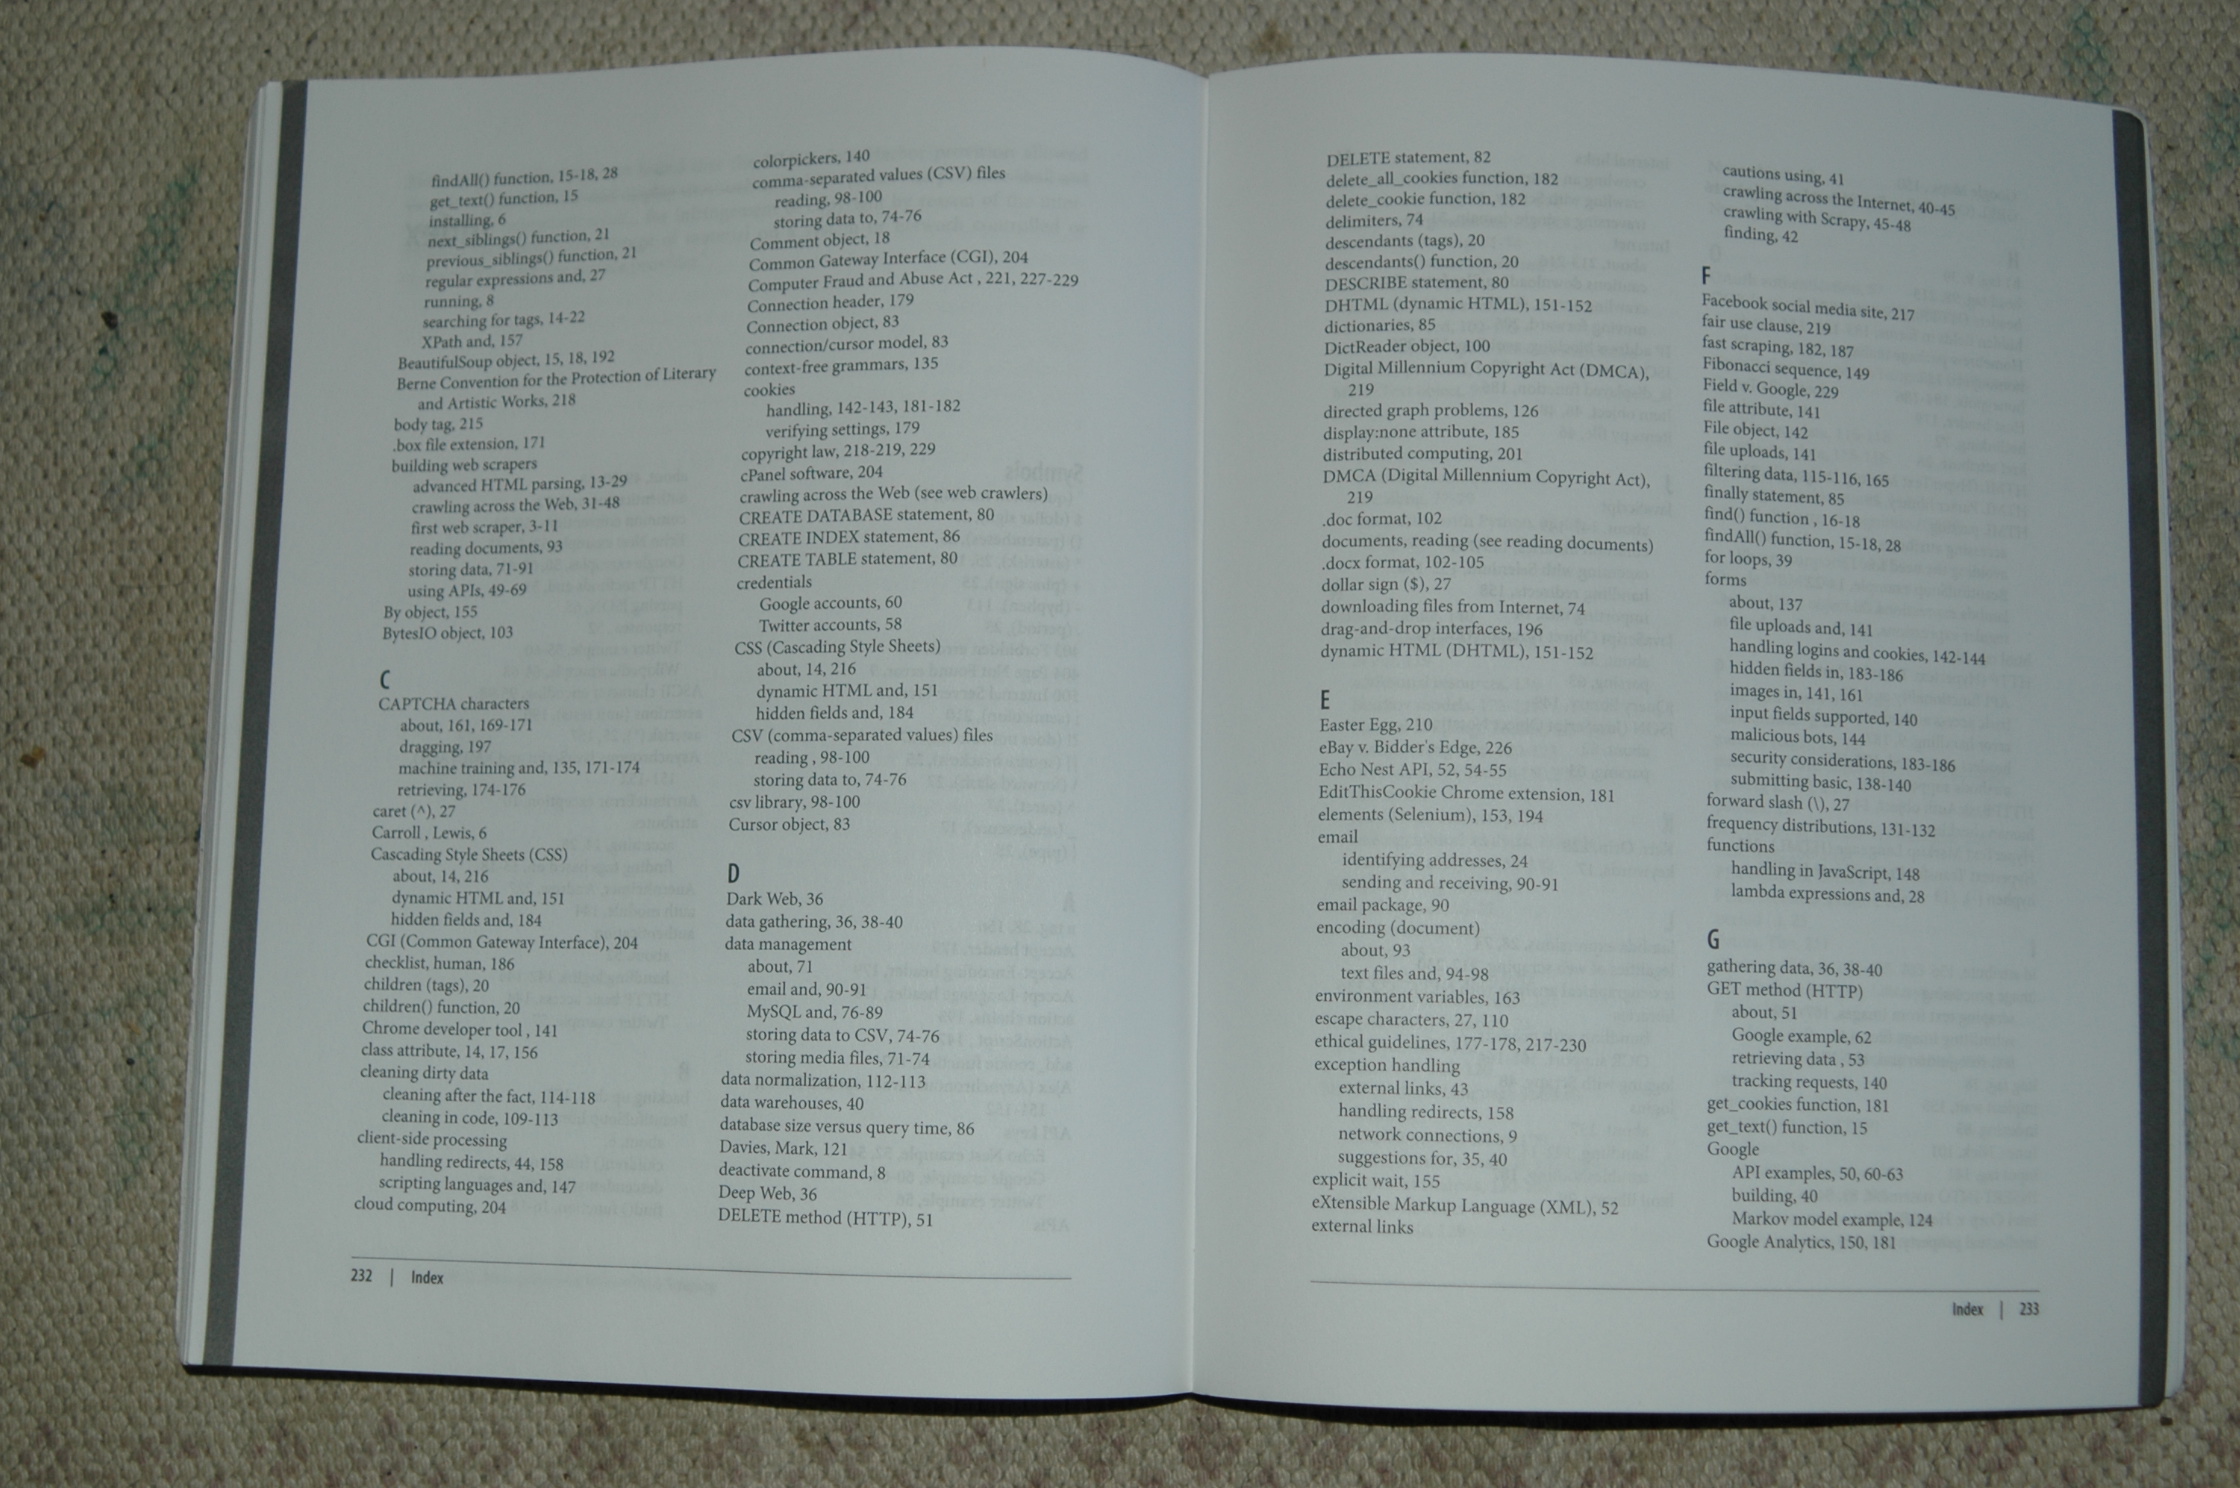 findAll() function, 15-18, 28
get_text() function, 15
installing, 6
next_siblings() function, 21
previous_siblings() function, 21
regular expressions and, 27
running, 8
searching for tags, 14-22
XPath and, 157
BeautifulSoup object, 15, 18, 192
Berne Convention for the Protection of Literary
and Artistic Works, 218
body tag, 215
.box file extension, 171
building web scrapers
advanced HTML parsing, 13-29
crawling across the Web, 31-48
first web scraper, 3-11
reading documents, 93
storing data, 71-91
using APIs, 49-69
By object, 155
BytesIO object, 103
C
CAPTCHA characters
about, 161, 169-171
dragging, 197
machine training and, 135, 171-174
retrieving, 174-176
caret (^), 27
Carroll , Lewis, 6
Cascading Style Sheets (CSS)
about, 14, 216
dynamic HTML and, 151
hidden fields and, 184
CGI (Common Gateway Interface), 204
checklist, human, 186
children (tags), 20
children() function, 20
Chrome developer tool , 141
class attribute, 14, 17, 156
cleaning dirty data
cleaning after the fact, 114-118
cleaning in code, 109-113
client-side processing
handling redirects, 44, 158
scripting languages and, 147
cloud computing, 204
colorpickers, 140
comma-separated values (CSV) files
reading, 98-100
storing data to, 74-76
Comment object, 18
Common Gateway Interface (CGI), 204
Computer Fraud and Abuse Act , 221, 227-229
Connection header, 179
Connection object, 83
connection/cursor model, 83
context-free grammars, 135
cookies
handling, 142-143, 181-182
verifying settings, 179
copyright law, 218-219, 229
cPanel software, 204
crawling across the Web (see web crawlers)
CREATE DATABASE statement, 80
CREATE INDEX statement, 86
CREATE TABLE statement, 80
credentials
Google accounts, 60
Twitter accounts, 58
CSS (Cascading Style Sheets)
about, 14, 216
dynamic HTML and, 151
hidden fields and, 184
CSV (comma-separated values) files
reading , 98-100
storing data to, 74-76
csv library, 98-100
Cursor object, 83
D
Dark Web, 36
data gathering, 36, 38-40
data management
about, 71
email and, 90-91
MySQL and, 76-89
storing data to CSV, 74-76
storing media files, 71-74
data normalization, 112-113
data warehouses, 40
database size versus query time, 86
Davies, Mark, 121
deactivate command, 8
Deep Web, 36
DELETE method (HTTP), 51
232 | Index
DELETE statement, 82
delete_all_cookies function, 182
delete_cookie function, 182
delimiters, 74
descendants (tags), 20
descendants() function, 20
DESCRIBE statement, 80
DHTML (dynamic HTML), 151-152
dictionaries, 85
DictReader object, 100
Digital Millennium Copyright Act (DMCA),
219
directed graph problems, 126
display:none attribute, 185
distributed computing, 201
DMCA (Digital Millennium Copyright Act),
219
.doc format, 102
documents, reading (see reading documents)
.docx format, 102-105
dollar sign ($), 27
downloading files from Internet, 74
drag-and-drop interfaces, 196
dynamic HTML (DHTML), 151-152
E
Easter Egg, 210
eBay v. Bidder's Edge, 226
Echo Nest API, 52, 54-55
EditThisCookie Chrome extension, 181
elements (Selenium), 153, 194
email
identifying addresses, 24
sending and receiving, 90-91
email package, 90
encoding (document)
about, 93
text files and, 94-98
environment variables, 163
escape characters, 27, 110
ethical guidelines, 177-178, 217-230
exception handling
external links, 43
handling redirects, 158
network connections, 9
suggestions for, 35, 40
explicit wait, 155
eXtensible Markup Language (XML), 52
external links
cautions using, 41
crawling across the Internet, 40-45
crawling with Scrapy, 45-48
finding, 42
F
Facebook social media site, 217
fair use clause, 219
fast scraping, 182, 187
Fibonacci sequence, 149
Field v. Google, 229
file attribute, 141
File object, 142
file uploads, 141
filtering data, 115-116, 165
finally statement, 85
find() function , 16-18
findAll() function, 15-18, 28
for loops, 39
forms
about, 137
file uploads and, 141
handling logins and cookies, 142-144
hidden fields in, 183-186
images in, 141, 161
input fields supported, 140
malicious bots, 144
security considerations, 183-186
submitting basic, 138-140
forward slash (\), 27
frequency distributions, 131-132
functions
handling in JavaScript, 148
lambda expressions and, 28
G
gathering data, 36, 38-40
GET method (HTTP)
about, 51
Google example, 62
retrieving data , 53
tracking requests, 140
get_cookies function, 181
get_text() function, 15
Google
API examples, 50, 60-63
building, 40
Markov model example, 124
Google Analytics, 150, 181
Index | 233